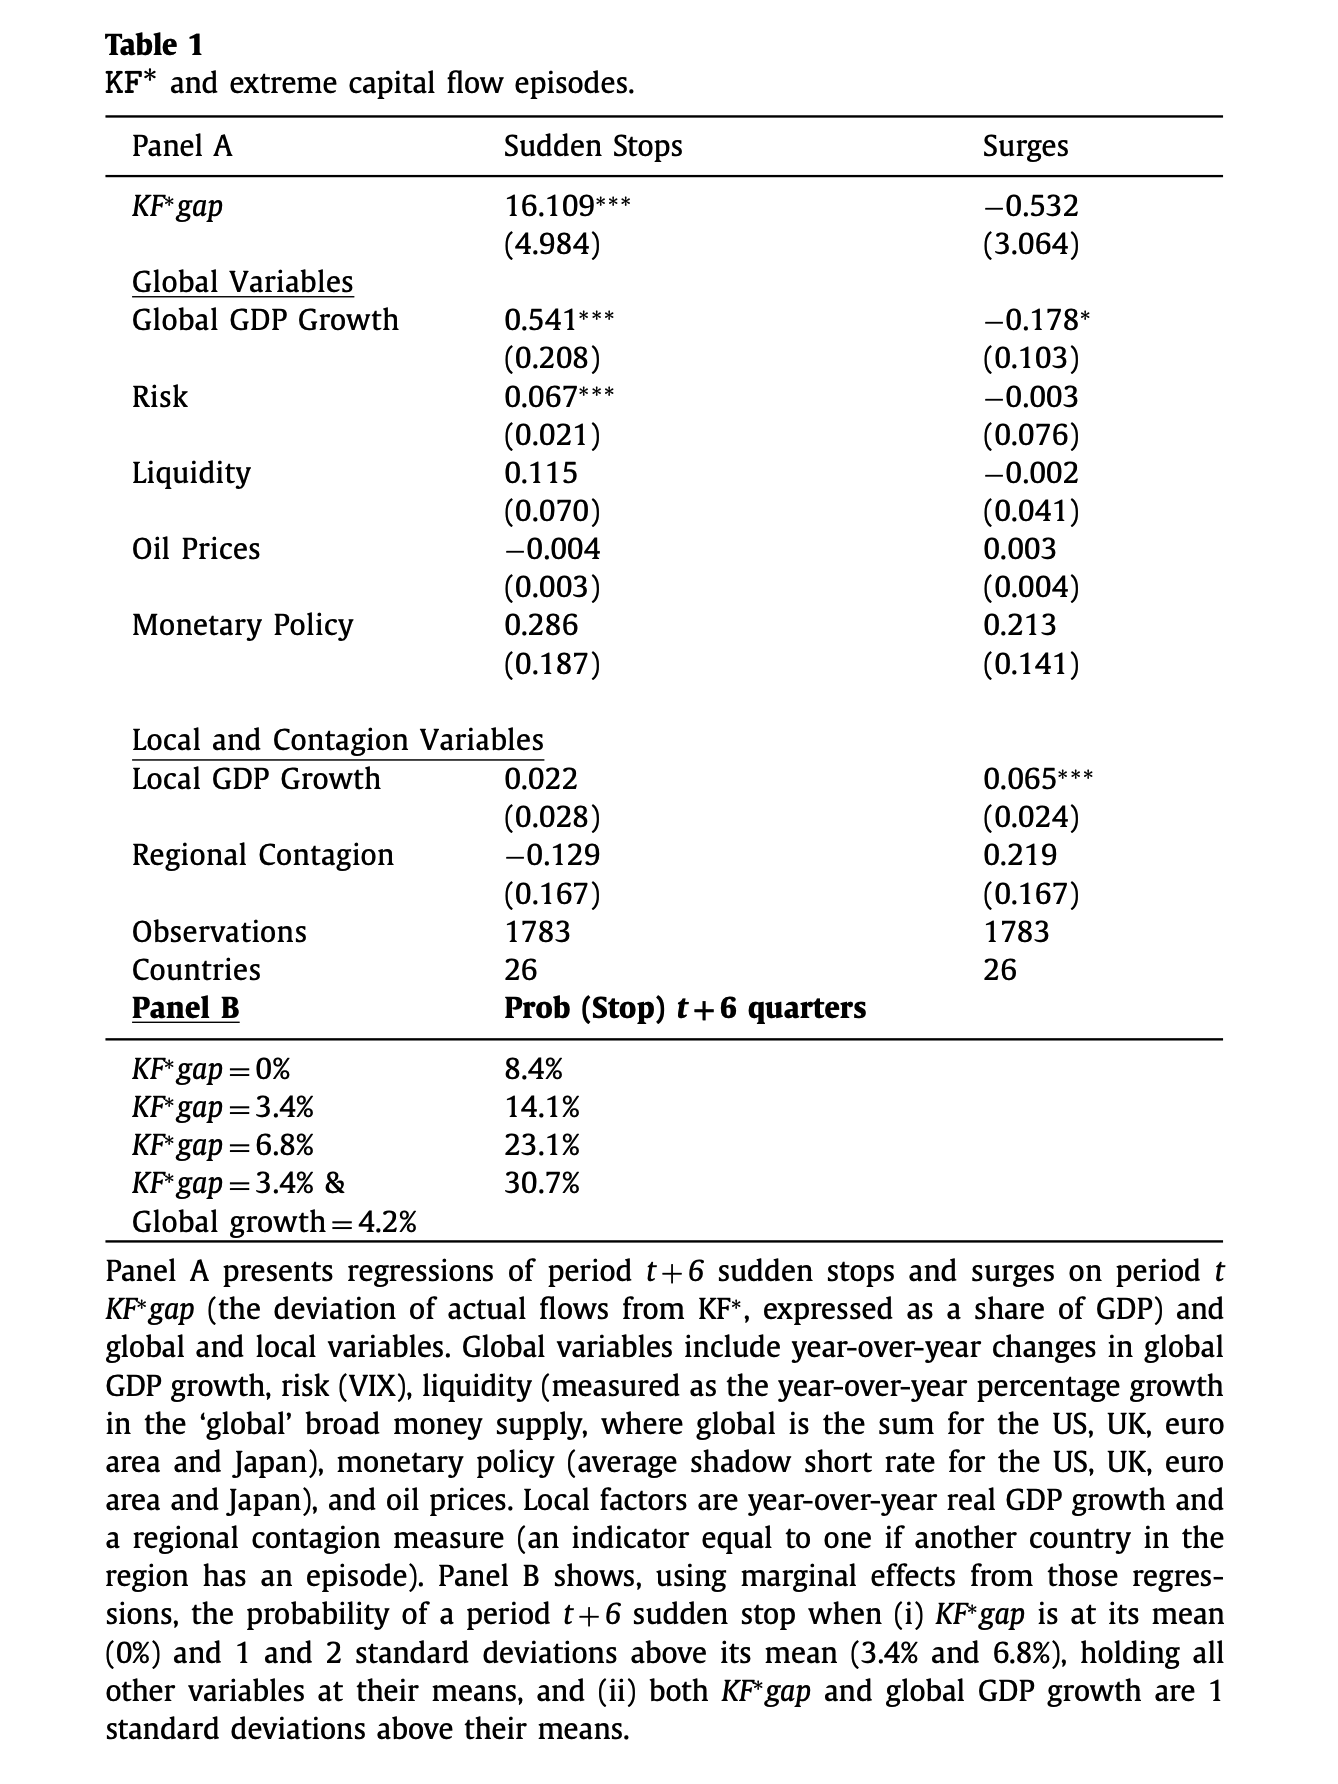 Table 1
KF* and extreme capital flow episodes.
Panel A Sudden Stops Surges
KF*gap 16.109*** −0.532
(4.984) (3.064)
Global Variables
Global GDP Growth 0.541*** −0.178*
(0.208) (0.103)
Risk 0.067*** −0.003
(0.021) (0.076)
Liquidity 0.115 −0.002
(0.070) (0.041)
Oil Prices −0.004 0.003
(0.003) (0.004)
Monetary Policy 0.286 0.213
(0.187) (0.141)
Local and Contagion Variables
Local GDP Growth 0.022 0.065***
(0.028) (0.024)
Regional Contagion −0.129 0.219
(0.167) (0.167)
Observations 1783 1783
Countries 26 26
Panel B Prob (Stop) t + 6 quarters
KF*gap = 0% 8.4%
KF*gap = 3.4% 14.1%
KF*gap = 6.8% 23.1%
KF*gap = 3.4% & 30.7%
Global growth = 4.2%
Panel A presents regressions of period t + 6 sudden stops and surges on period t
KF*gap (the deviation of actual flows from KF*, expressed as a share of GDP) and
global and local variables. Global variables include year-over-year changes in global
GDP growth, risk (VIX), liquidity (measured as the year-over-year percentage growth
in the ‘global’ broad money supply, where global is the sum for the US, UK, euro
area and Japan), monetary policy (average shadow short rate for the US, UK, euro
area and Japan), and oil prices. Local factors are year-over-year real GDP growth and
a regional contagion measure (an indicator equal to one if another country in the
region has an episode). Panel B shows, using marginal effects from those regres-
sions, the probability of a period t + 6 sudden stop when (i) KF*gap is at its mean
(0%) and 1 and 2 standard deviations above its mean (3.4% and 6.8%), holding all
other variables at their means, and (ii) both KF*gap and global GDP growth are 1
standard deviations above their means.